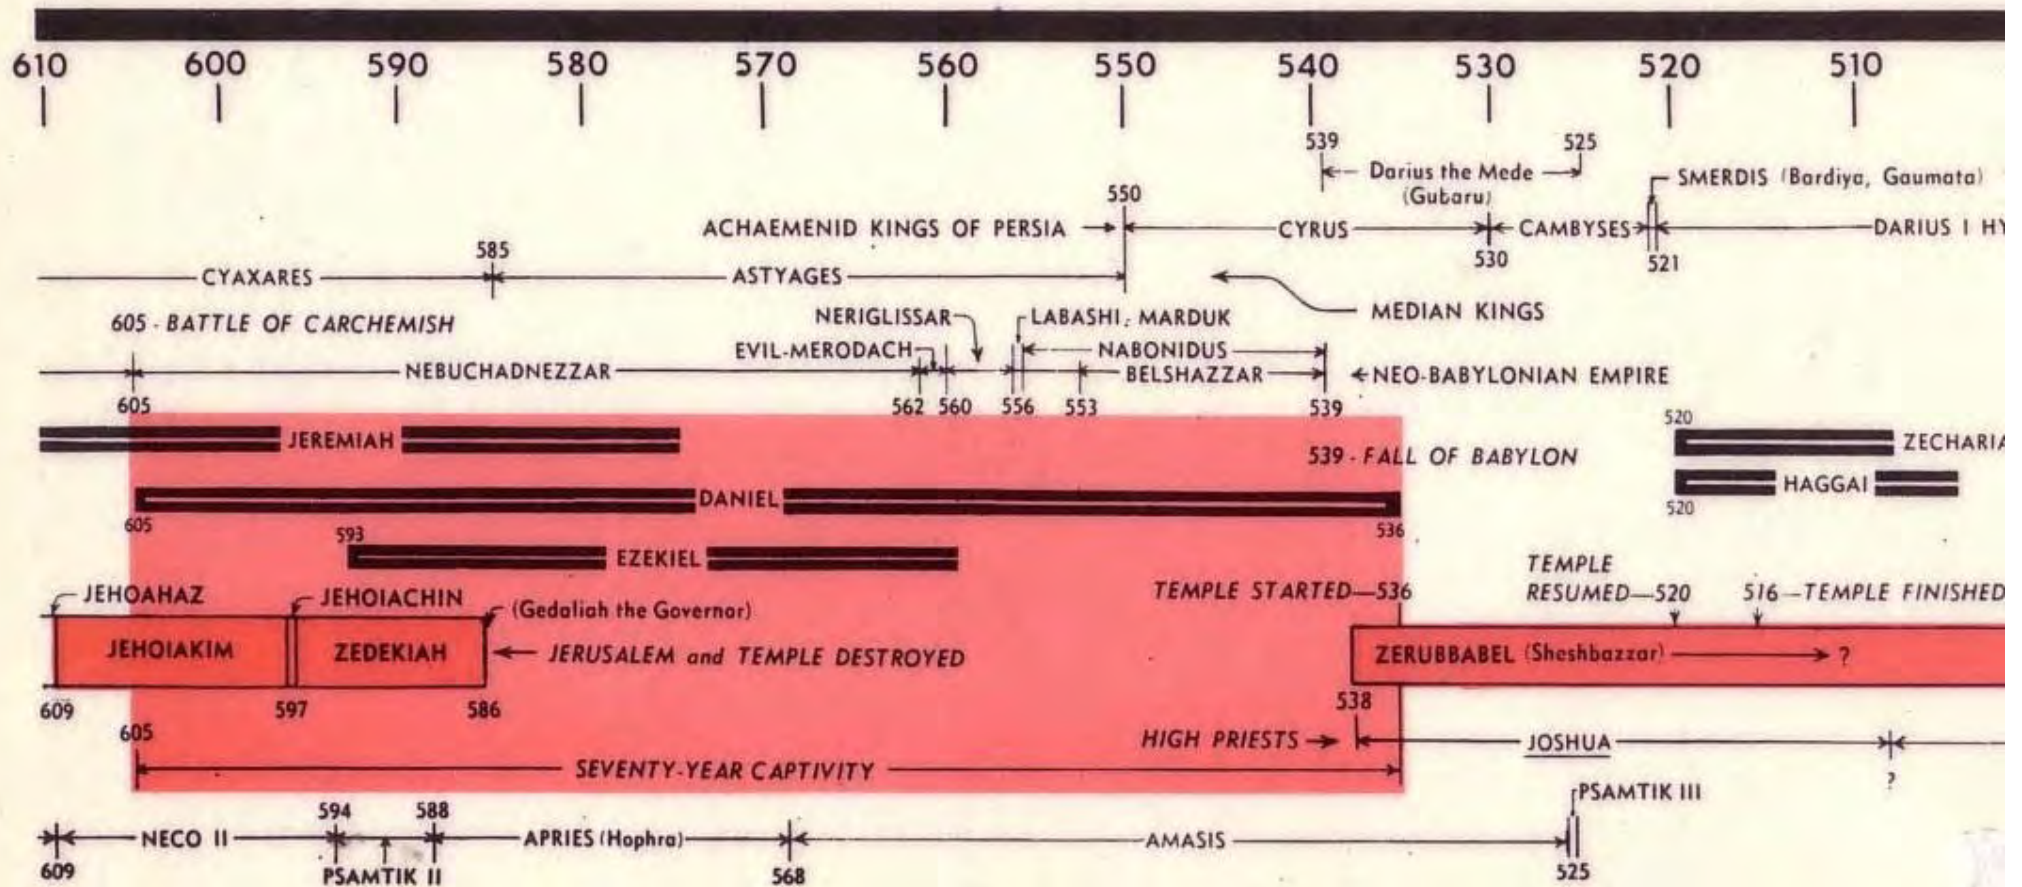 610 600 590 580 570 560 550 540 530 520 510
539 525
Darius the Mede
(Gubaru)
SMERDIS (Bardiya, Gaumata)
550
ACHAEMENID KINGS OF PERSIA CYRUS CAMBYSES DARIUS I HY
530 521
585
CYAXARES ASTYAGES
MEDIAN KINGS
605 - BATTLE OF CARCHEMISH
NERIGLISSAR LABASHI - MARDUK
EVIL-MERODACH NABONIDUS
NEBUCHADNEZZAR BELSHAZZAR NEO-BABYLONIAN EMPIRE
605 562 560 556 553 539
JEREMIAH
539 - FALL OF BABYLON
520
ZECHARIA
HAGGAI
520
DANIEL
605 536
593
EZEKIEL
TEMPLE STARTED—536
TEMPLE
RESUMED—520
516—TEMPLE FINISHED
JEHOAHAZ JEHOIACHIN (Gedaliah the Governor)
JEHOIAKIM ZEDEKIAH JERUSALEM and TEMPLE DESTROYED
ZERUBBABEL (Sheshbazzar) ?
609 597 586 538
605
HIGH PRIESTS JOSHUA
?
SEVENTY-YEAR CAPTIVITY
PSAMTIK III
594 588
NECO II APRIES (Hophra) AMASIS
609 PSAMTIK II 568 525